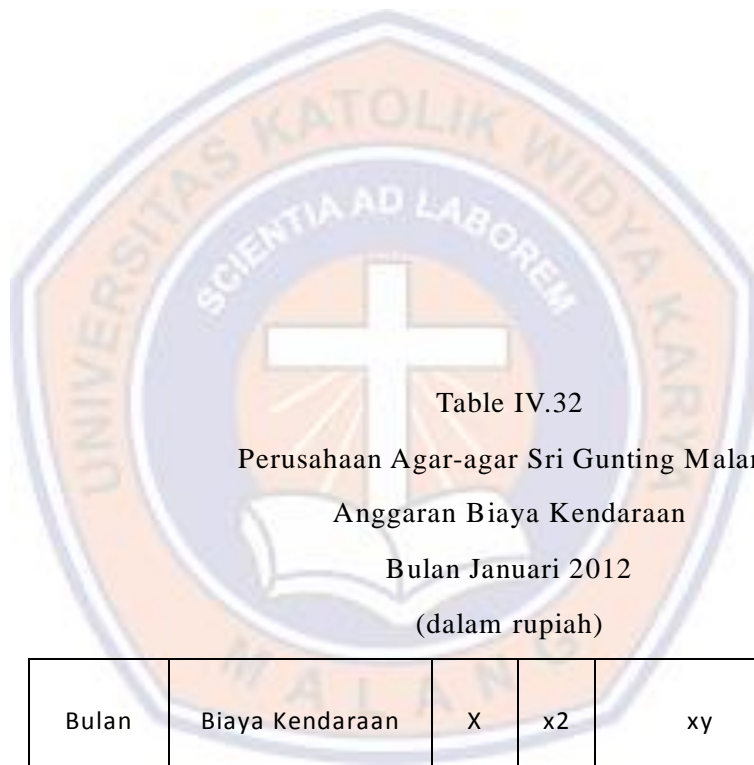 UNIVERSITAS KATOLIK WIDYA KARYA
SCIENTIA AD LABOREM
MALANG
Table IV.32
Perusahaan Agar-agar Sri Gunting Malan
Anggaran Biaya Kendaraan
Bulan Januari 2012
(dalam rupiah)
Bulan Biaya Kendaraan X x2 xy